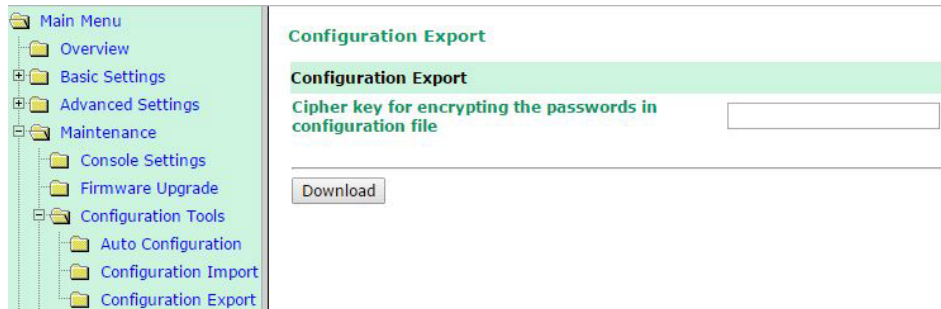 Main Menu
Overview
Basic Settings
Advanced Settings
Maintenance
Console Settings
Firmware Upgrade
Configuration Tools
Auto Configuration
Configuration Import
Configuration Export
Configuration Export
Configuration Export
Cipher key for encrypting the passwords in
configuration file
Download